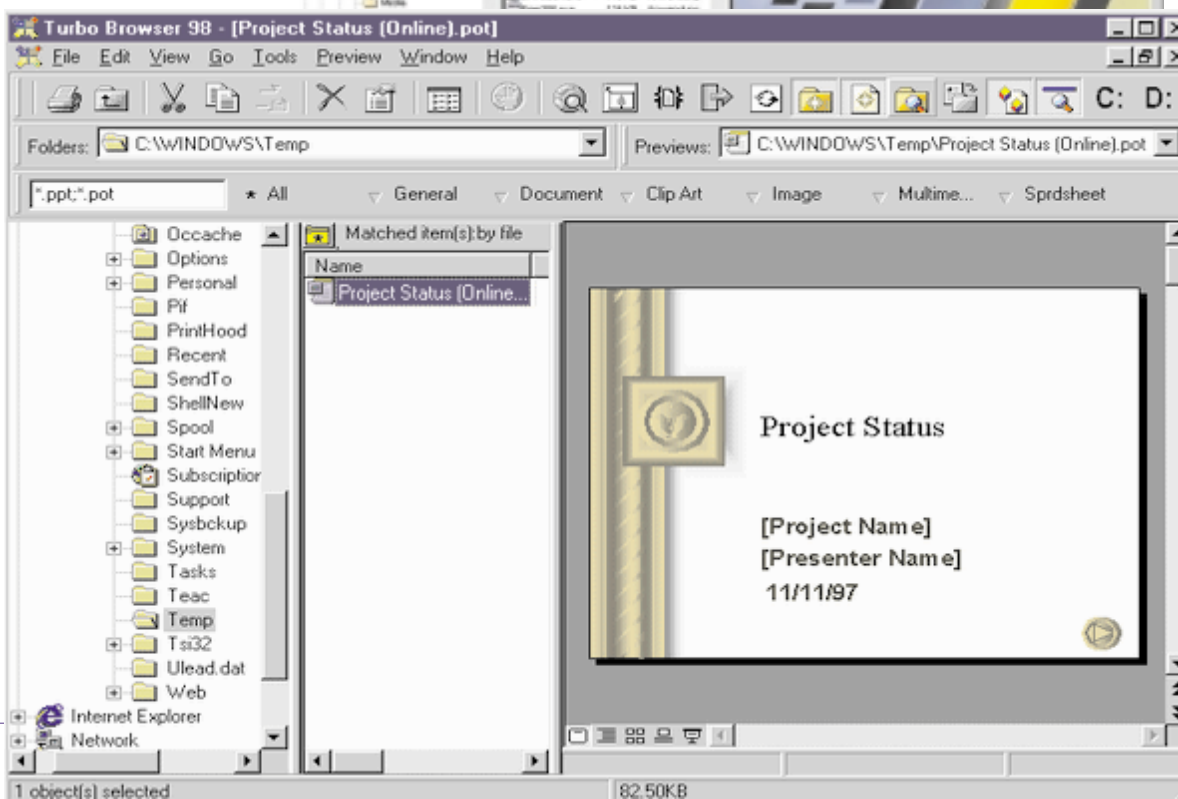 Media
Turbo Browser 98 - [Project Status (Online).pot]
File Edit View Go Tools Preview Window Help
C: D:
Folders: C:\WINDOWS\Temp Previews: C:\WINDOWS\Temp\Project Status (Online).pot
*.ppt;*.pot * All General Document Clip Art Image Multime... Sprdsheet
Occache
Options
Personal
Pif
PrintHood
Recent
SendTo
ShellNew
Spool
Start Menu
Subscription
Support
Sysbckup
System
Tasks
Teac
Temp
Tsi32
Ulead.dat
Web
Internet Explorer
Network
Matched item(s):by file
Name
Project Status (Online...
Project Status
[Project Name]
[Presenter Name]
11/11/97
1 object(s) selected 82.50KB